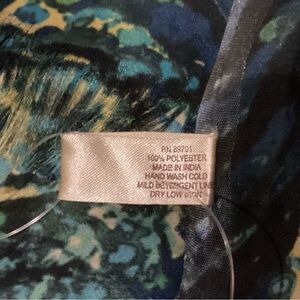 RN 89701
100% POLYESTER
MADE IN INDIA
HAND WASH COLD
MILD DETERGENT LINE
DRY LOW IRON